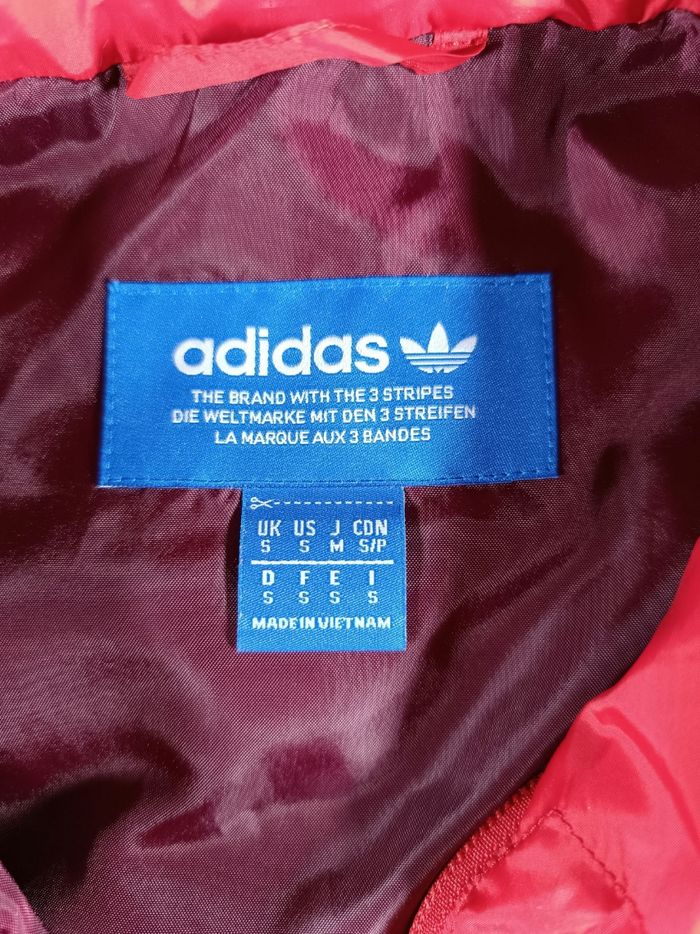 adidas
THE BRAND WITH THE 3 STRIPES
DIE WELTMARKE MIT DEN 3 STREIFEN
LA MARQUE AUX 3 BANDES
UK US J CDN
S S M S/P
D F E I
S S S S
MADE IN VIETNAM